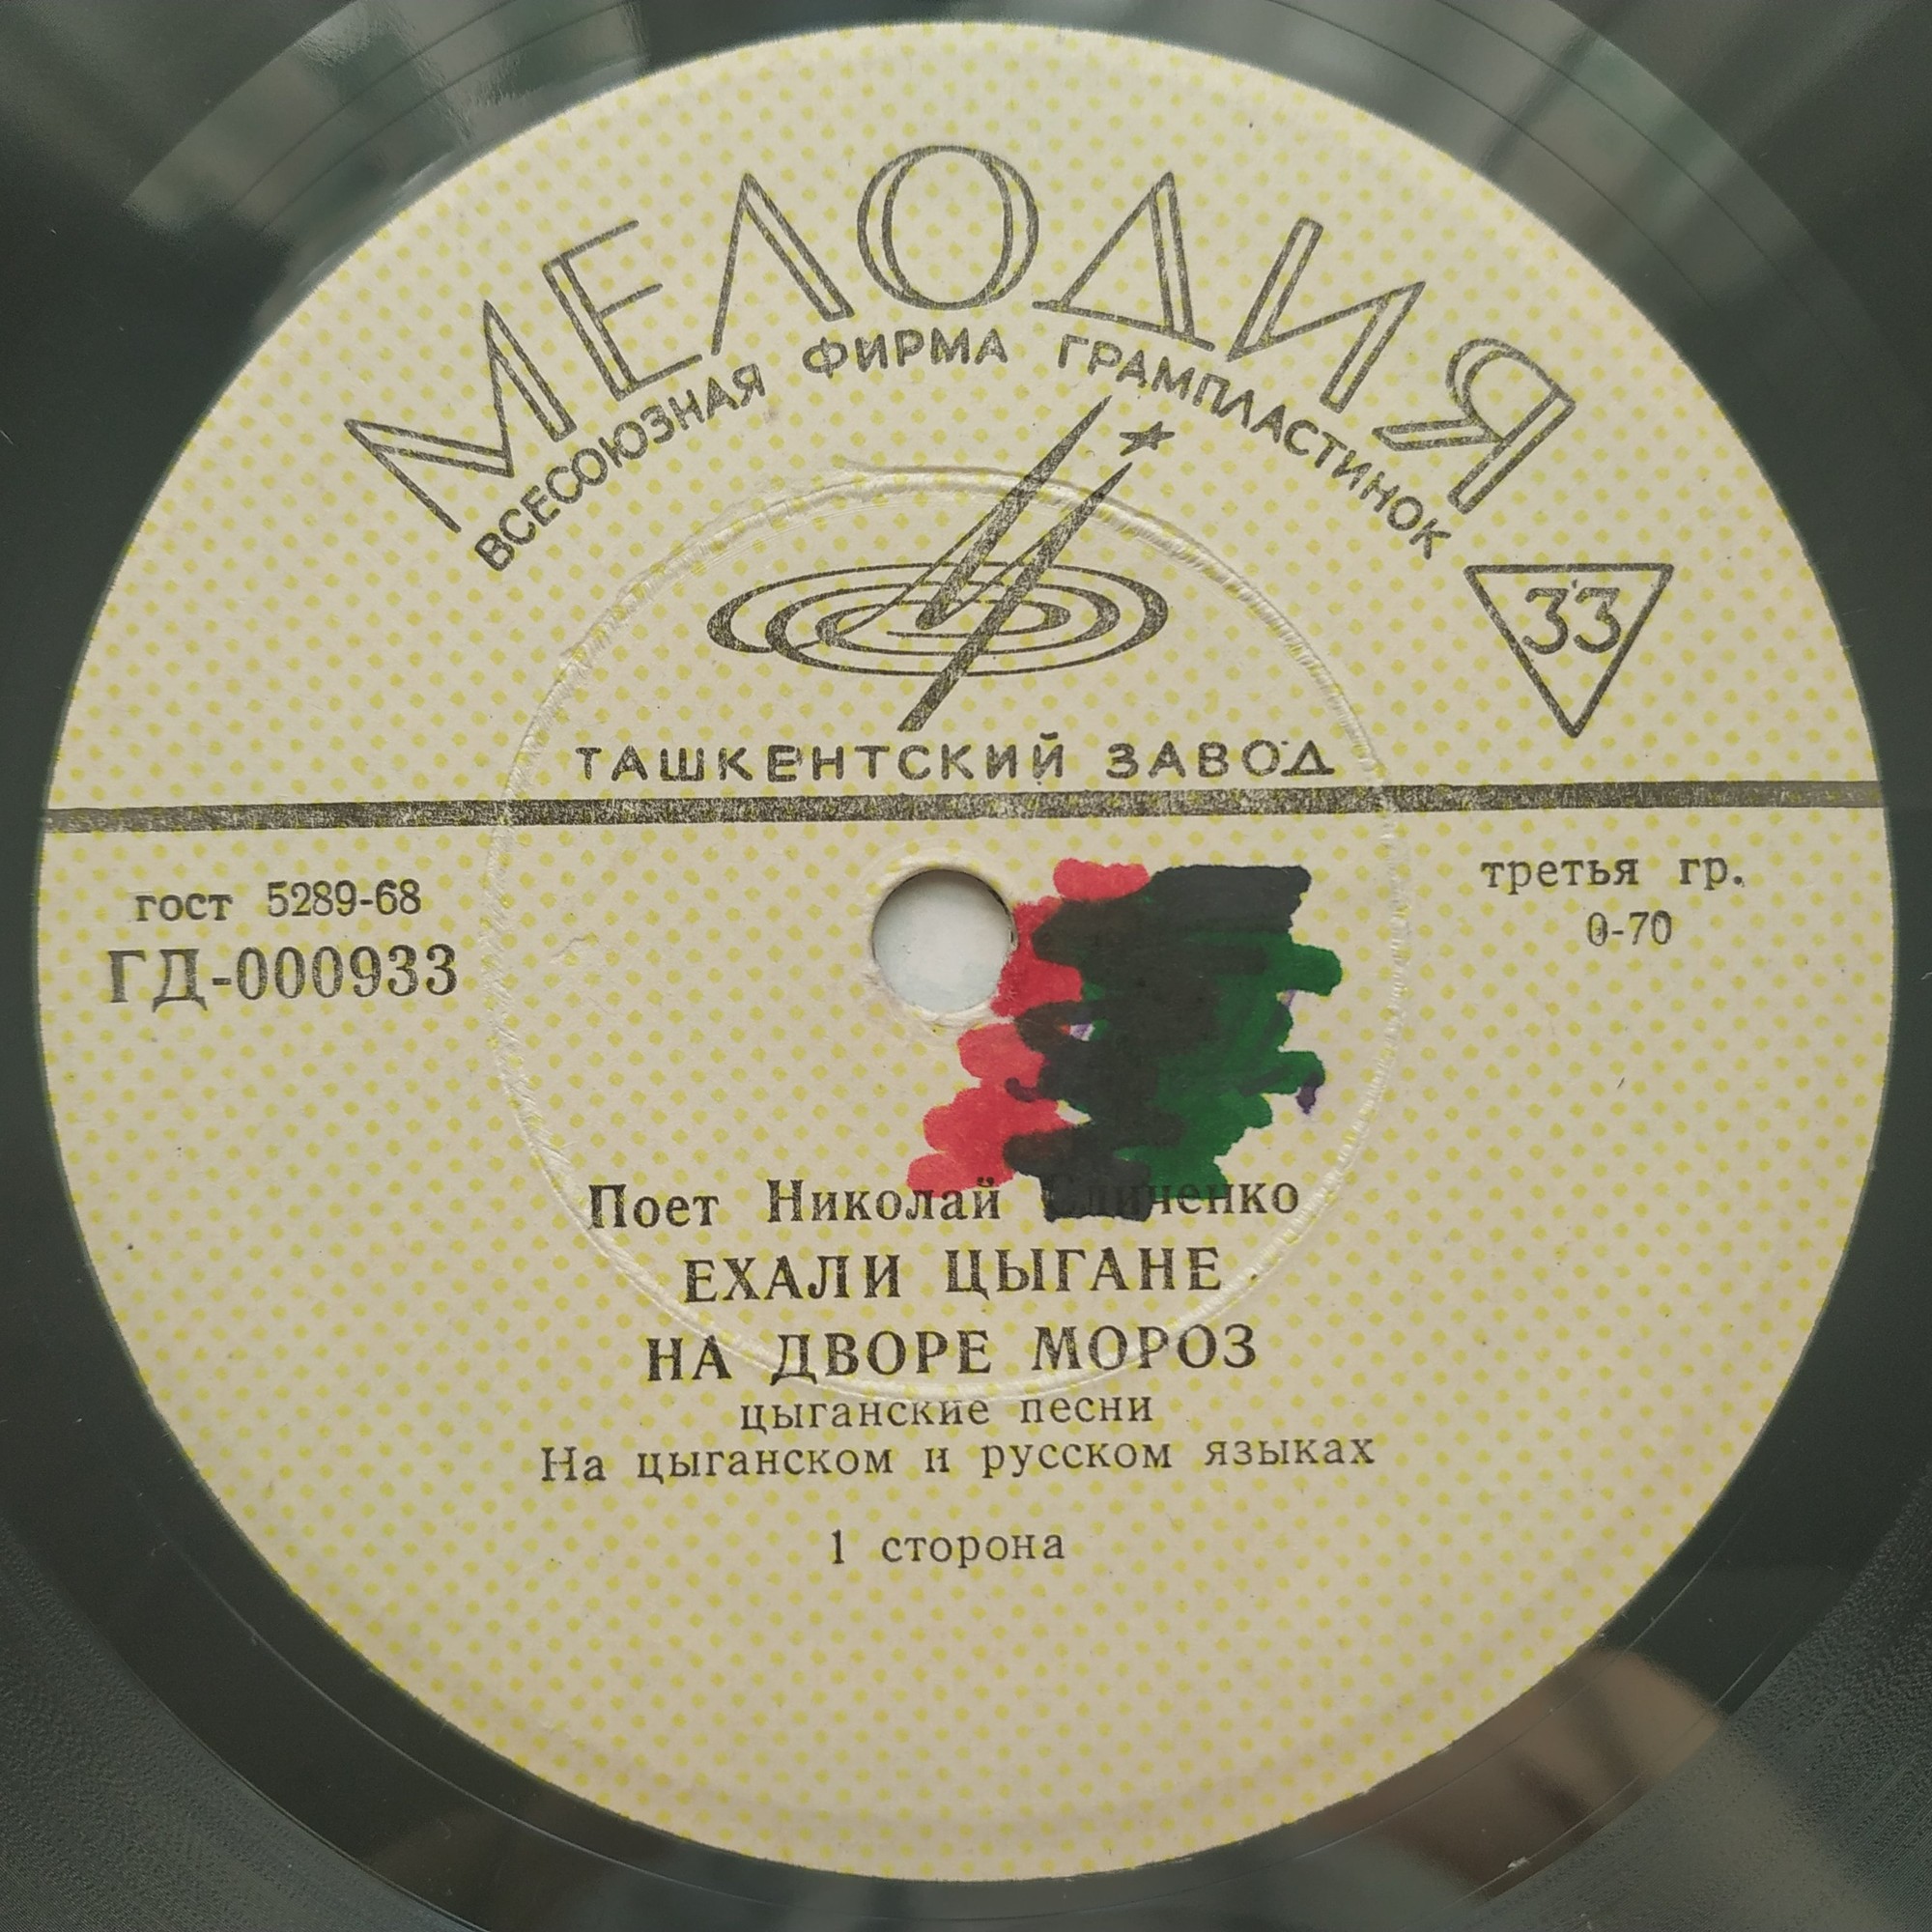 МЕЛОДИЯ
ВСЕСОЮЗНАЯ ФИРМА ГРАМПЛАСТИНОК
33
ТАШКЕНТСКИЙ ЗАВОД
гост 5289-68
ГД-000933
третья гр.
0-70
Поет Николай Сличенко
ЕХАЛИ ЦЫГАНЕ
НА ДВОРЕ МОРОЗ
цыганские песни
На цыганском и русском языках
1 сторона